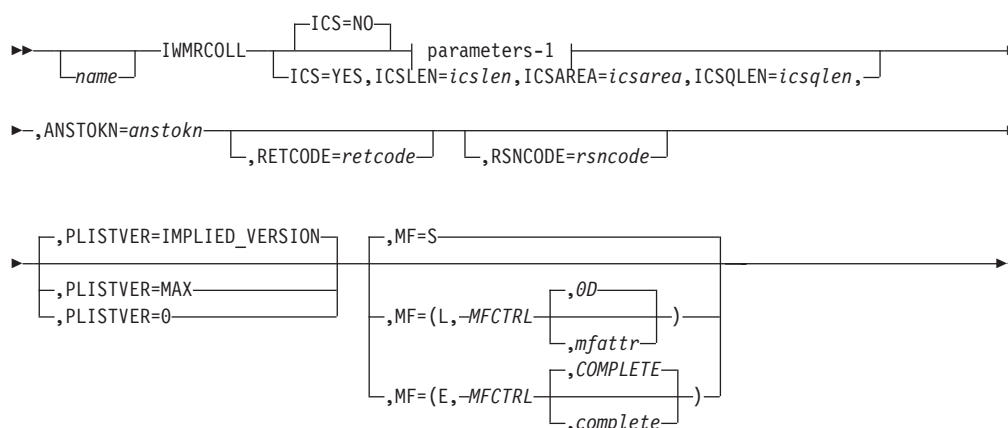 ICS=NO
name IWMRCOLL parameters-1
ICS=YES,ICSLEN=icslen,ICSAREA=icsarea,ICSQLEN=icsqlen,
,ANSTOKN=anstokn
,RETCODE=retcode ,RSNCODE=rsncode
,PLISTVER=IMPLIED_VERSION ,MF=S
,PLISTVER=MAX ,0D
,PLISTVER=0 ,MF=(L, MFCTRL )
,mfattr
,COMPLETE
,MF=(E, MFCTRL )
,complete